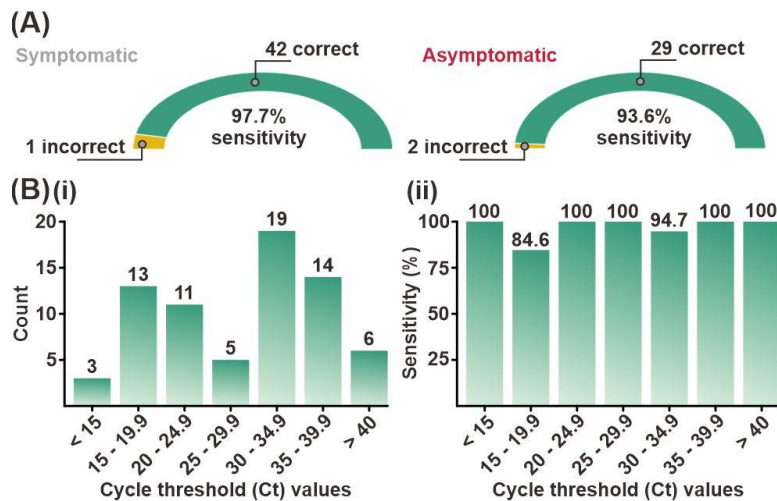 (A)
Symptomatic
42 correct
97.7%
sensitivity
1 incorrect
Asymptomatic
29 correct
93.6%
sensitivity
2 incorrect
(B) (i)
20
15
10
5
Count
3
13
11
5
19
14
6
< 15
15 - 19.9
20 - 24.9
25 - 29.9
30 - 34.9
35 - 39.9
> 40
Cycle threshold (Ct) values
(ii)
100
75
50
25
Sensitivity (%)
100
84.6
100
100
94.7
100
100
< 15
15 - 19.9
20 - 24.9
25 - 29.9
30 - 34.9
35 - 39.9
> 40
Cycle threshold (Ct) values